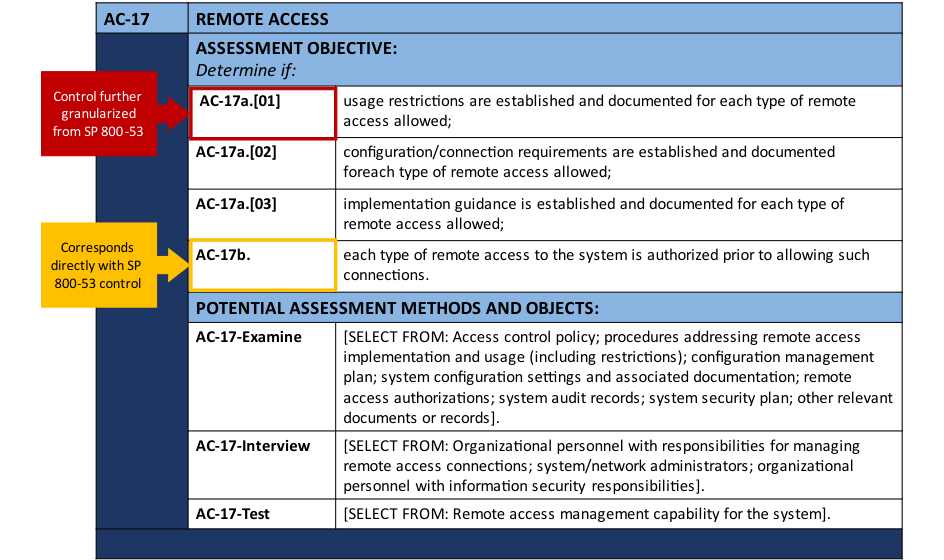 AC-17 REMOTE ACCESS
ASSESSMENT OBJECTIVE:
Determine if:
Control further
granularized
from SP 800-53
AC-17a.[01] usage restrictions are established and documented for each type of remote
access allowed;
AC-17a.[02] configuration/connection requirements are established and documented
foreach type of remote access allowed;
AC-17a.[03] implementation guidance is established and documented for each type of
remote access allowed;
Corresponds
directly with SP
800-53 control
AC-17b. each type of remote access to the system is authorized prior to allowing such
connections.
POTENTIAL ASSESSMENT METHODS AND OBJECTS:
AC-17-Examine [SELECT FROM: Access control policy; procedures addressing remote access
implementation and usage (including restrictions); configuration management
plan; system configuration settings and associated documentation; remote
access authorizations; system audit records; system security plan; other relevant
documents or records].
AC-17-Interview [SELECT FROM: Organizational personnel with responsibilities for managing
remote access connections; system/network administrators; organizational
personnel with information security responsibilities].
AC-17-Test [SELECT FROM: Remote access management capability for the system].